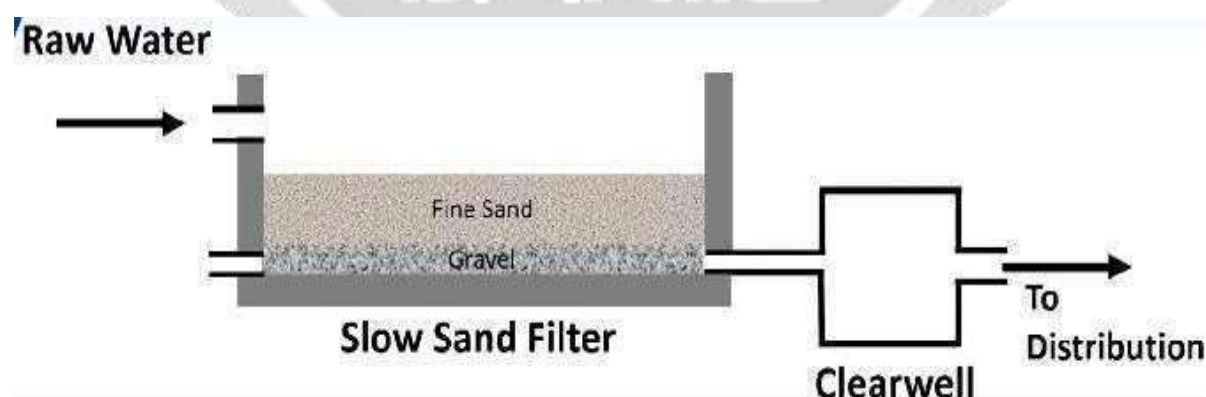 Raw Water
Fine Sand
Gravel
Slow Sand Filter
To
Distribution
Clearwell